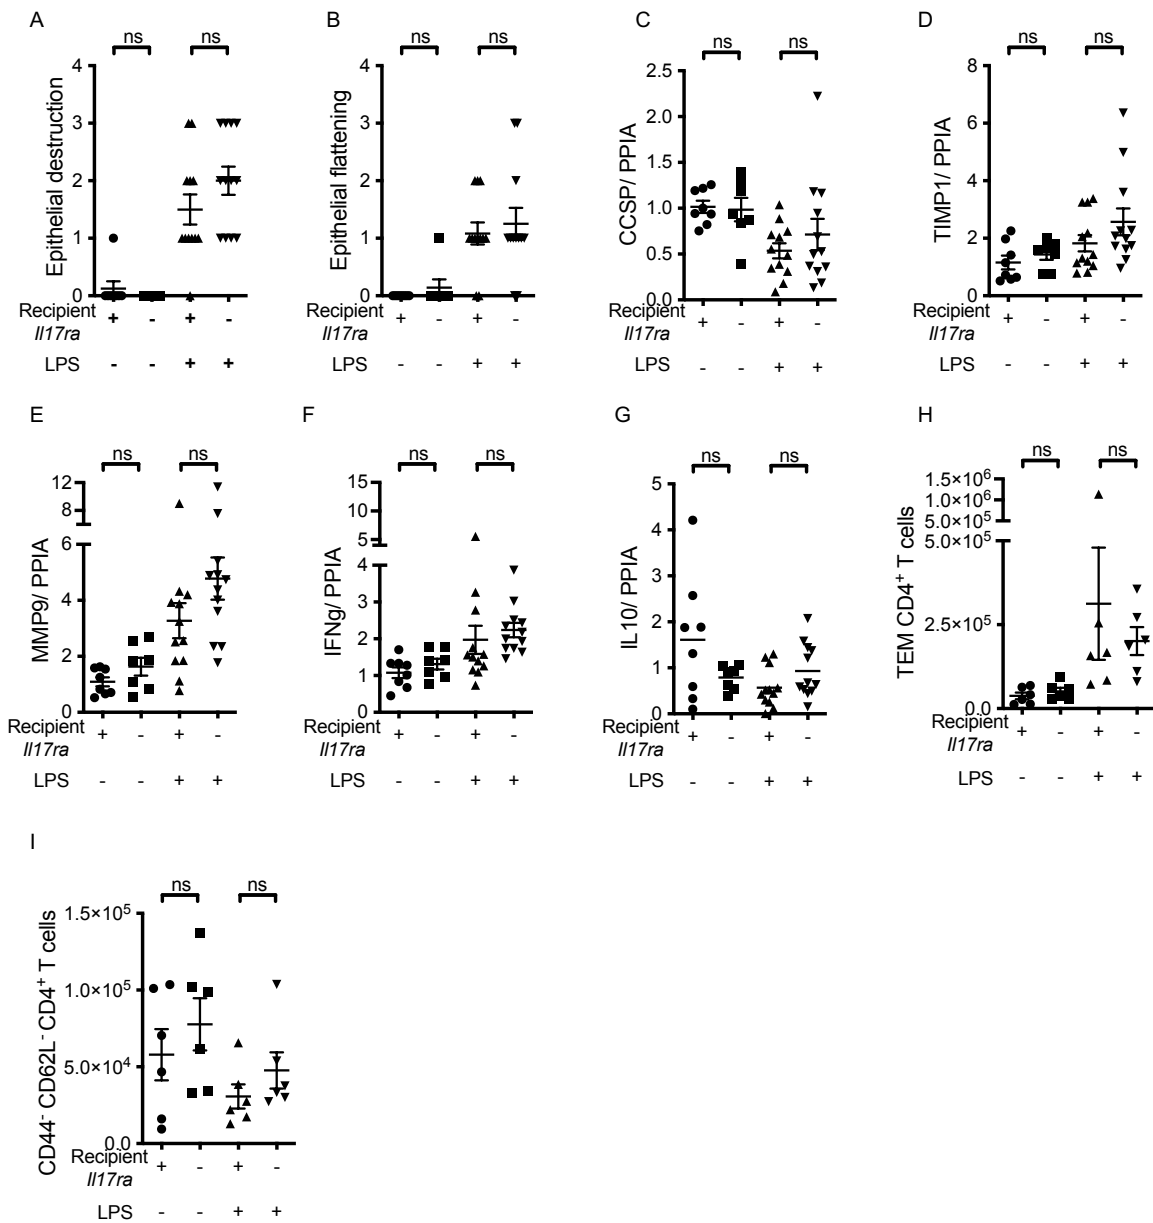 A
ns ns
Epithelial destruction
4
3
2
1
0
Recipient + - + -
Il17ra
LPS - - + +
B
ns ns
Epithelial flattening
4
3
2
1
0
Recipient + - + -
Il17ra
LPS - - + +
C
ns ns
CCSP/ PPIA
2.5
2.0
1.5
1.0
0.5
0.0
Recipient + - + -
Il17ra
LPS - - + +
D
ns ns
TIMP1/ PPIA
8
6
4
2
0
Recipient + - + -
Il17ra
LPS - - + +
E
ns ns
MMP9/ PPIA
12
8
6
4
2
0
Recipient + - + -
Il17ra
LPS - - + +
F
ns ns
IFNg/ PPIA
15
10
5
4
3
2
1
0
Recipient + - + -
Il17ra
LPS - - + +
G
ns ns
IL10/ PPIA
5
4
3
2
1
0
Recipient + - + -
Il17ra
LPS - - + +
H
ns ns
TEM CD4⁺ T cells
1.5×10⁶
1.0×10⁶
5.0×10⁵
5.0×10⁵
2.5×10⁵
0.0
Recipient + - + -
Il17ra
LPS - - + +
I
ns ns
CD44⁻ CD62L⁻ CD4⁺ T cells
1.5×10⁵
1.0×10⁵
5.0×10⁴
0.0
Recipient + - + -
Il17ra
LPS - - + +